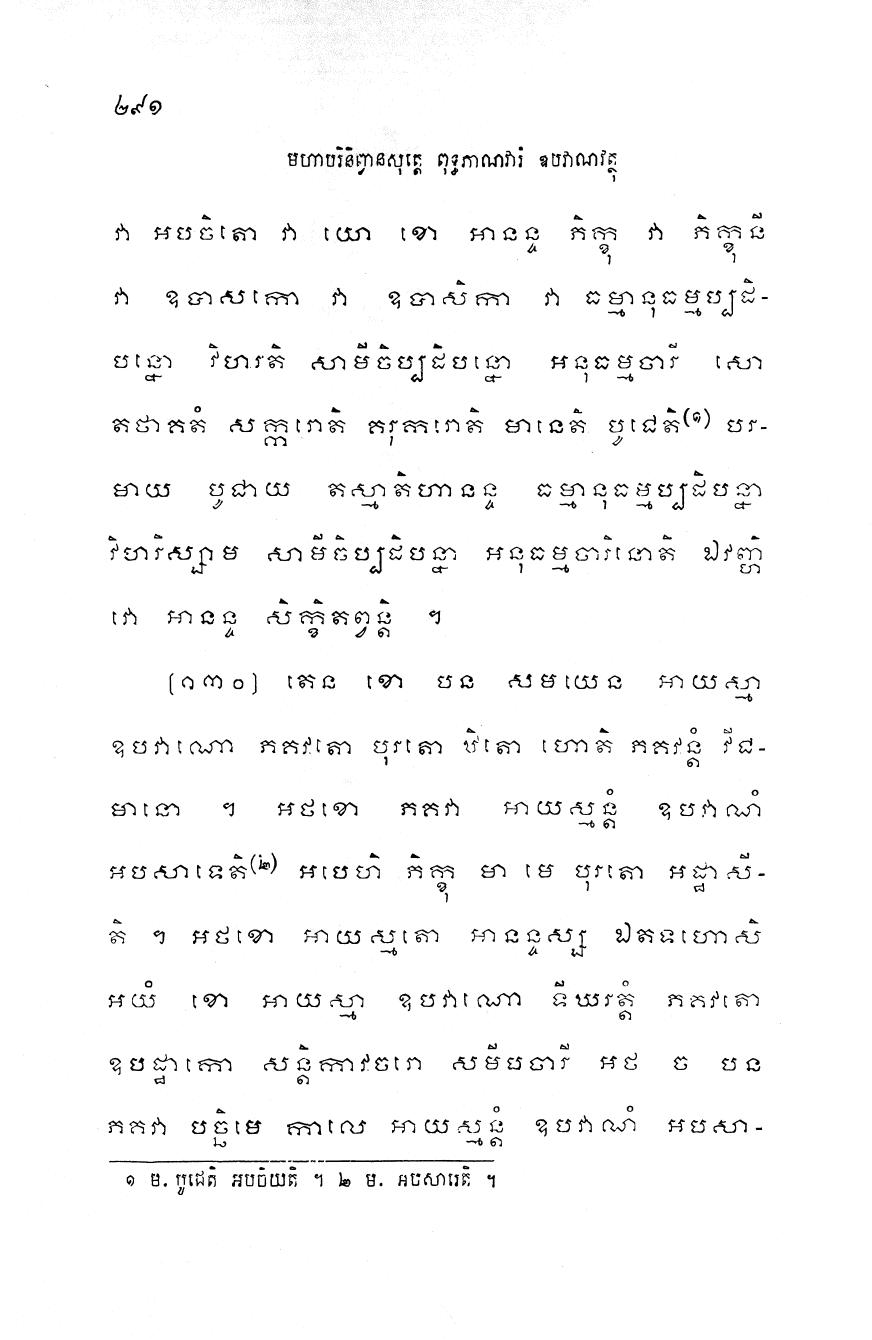 ២៩១
មហាបរិនិព្វានសុត្តេ ពុទ្ធភាណវារំ ឧបវាណវត្ថុ
វា អបចិតោ វា យោ ខោ អានន្ទ ភិក្ខុ វា ភិក្ខុនី
វា ឧបាសកោ វា ឧបាសិកា វា ធម្មានុធម្មប្បដិ-
បន្នោ វិហរតិ សាមីចិប្បដិបន្នោ អនុធម្មចារី សោ
តថាគតំ សក្ករោតិ គរុករោតិ មានេតិ បូជេតិ(១) បរ-
មាយ បូជាយ តស្មាតិហានន្ទ ធម្មានុធម្មប្បដិបន្នា
វិហរិស្សាម សាមីចិប្បដិបន្នា អនុធម្មចារិនោតិ ឯវញ្ហិ
វោ អានន្ទ សិក្ខិតព្វន្តិ ។
(១៣០) តេន ខោ បន សមយេន អាយស្មា
ឧបវាណោ ភគវតោ បុរតោ ឋិតោ ហោតិ ភគវន្តំ វីជ-
មានោ ។ អថខោ ភគវា អាយស្មន្តំ ឧបវាណំ
អបសាទេតិ(២) អបេហិ ភិក្ខុ មា មេ បុរតោ អដ្ឋាសី-
តិ ។ អថខោ អាយស្មតោ អានន្ទស្ស ឯតទហោសិ
អយំ ខោ អាយស្មា ឧបវាណោ ទីឃរត្តំ ភគវតោ
ឧបដ្ឋាកោ សន្តិកាវចរោ សមីបចារី អថ ច បន
ភគវា បច្ឆិមេ កាលេ អាយស្មន្តំ ឧបវាណំ អបសា-
១ ម. បូជេតិ អបចិយតិ ។ ២ ម. អបសារេតិ ។